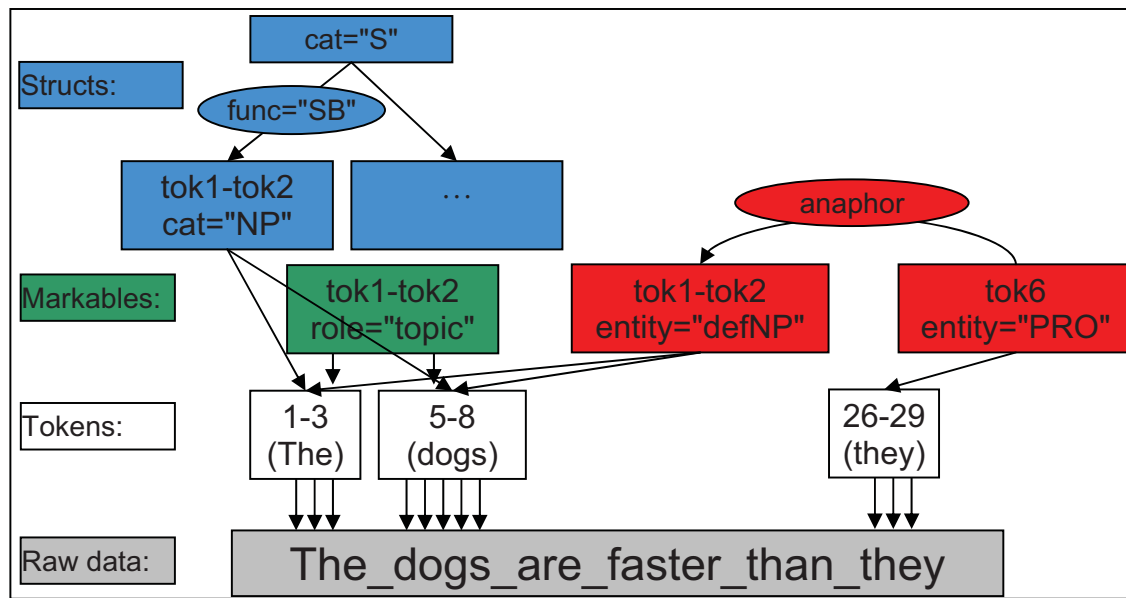 cat="S"
Structs:
func="SB"
tok1-tok2
cat="NP"
...
anaphor
Markables:
tok1-tok2
role="topic"
tok1-tok2
entity="defNP"
tok6
entity="PRO"
Tokens:
1-3
(The)
5-8
(dogs)
26-29
(they)
Raw data:
The_dogs_are_faster_than_they